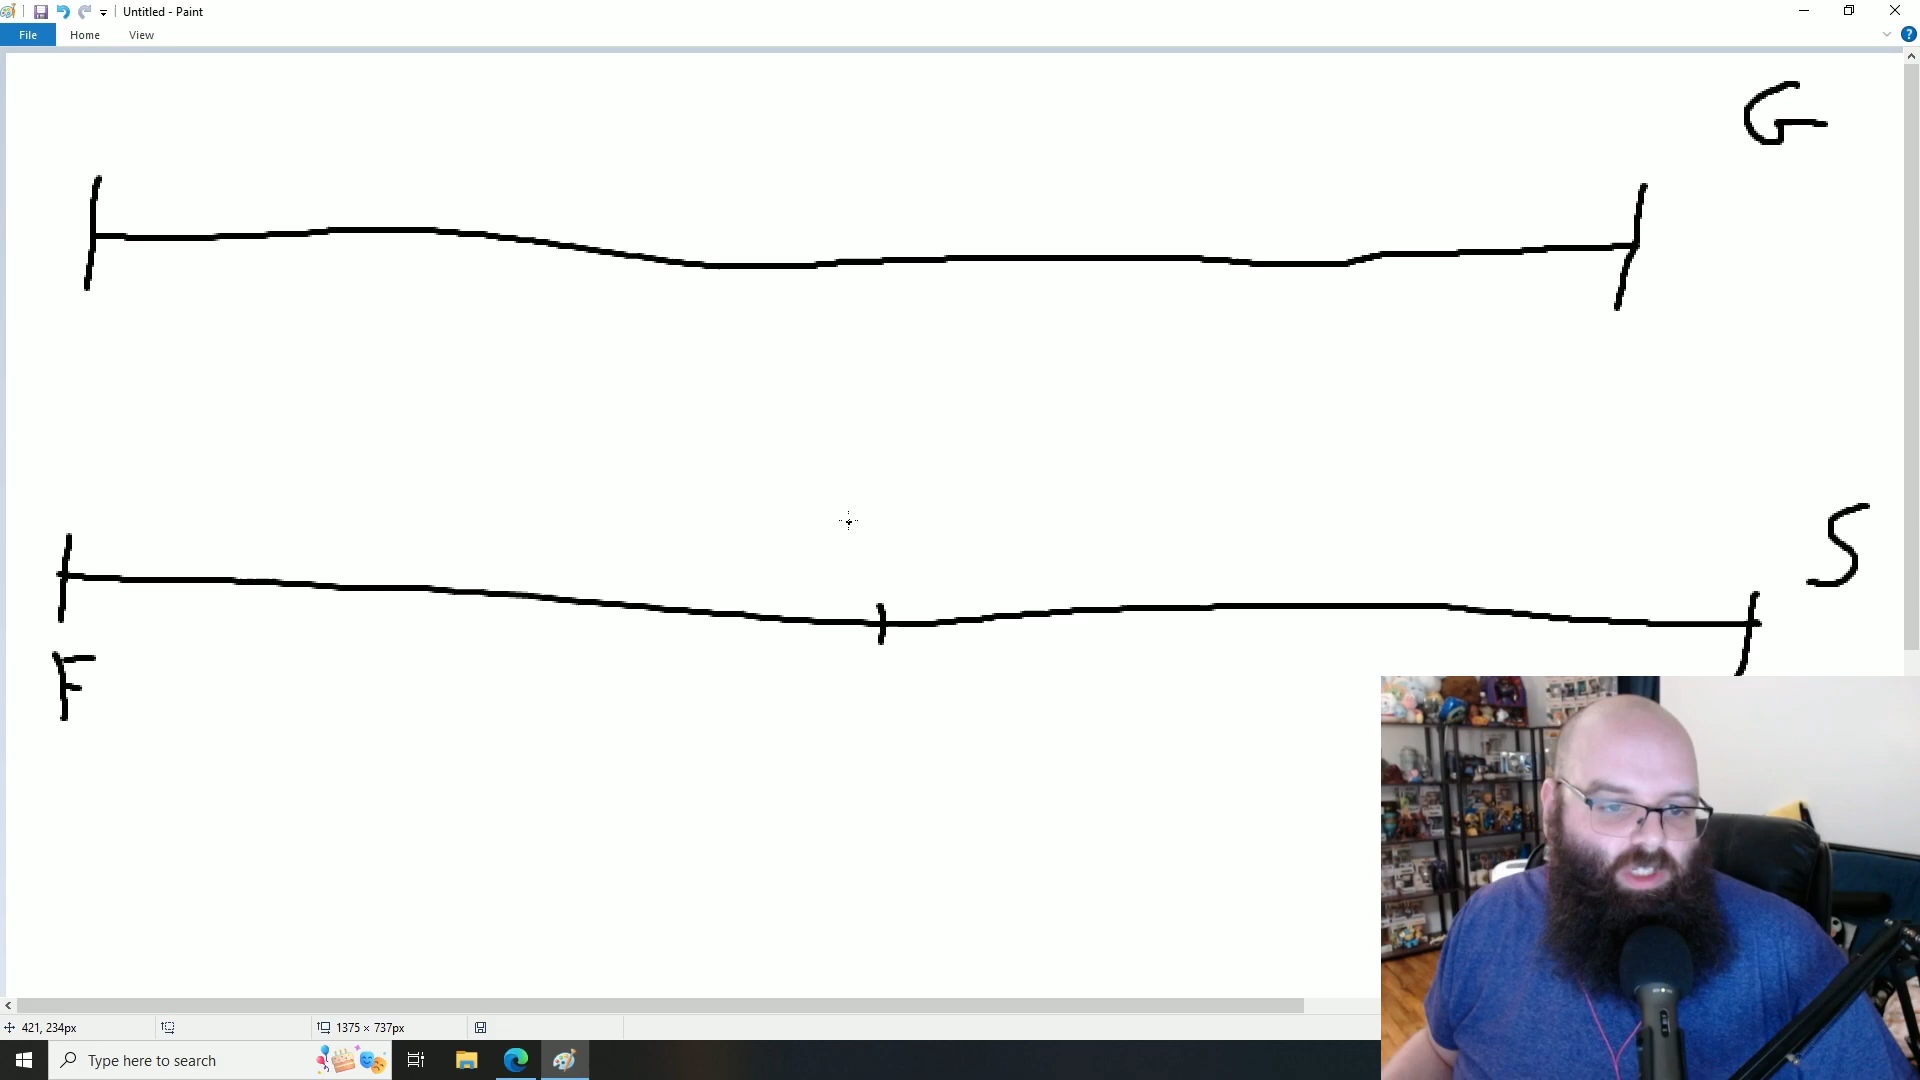 Untitled - Paint
File Home View
G
S
F
421, 234px
1375 × 737px
Type here to search